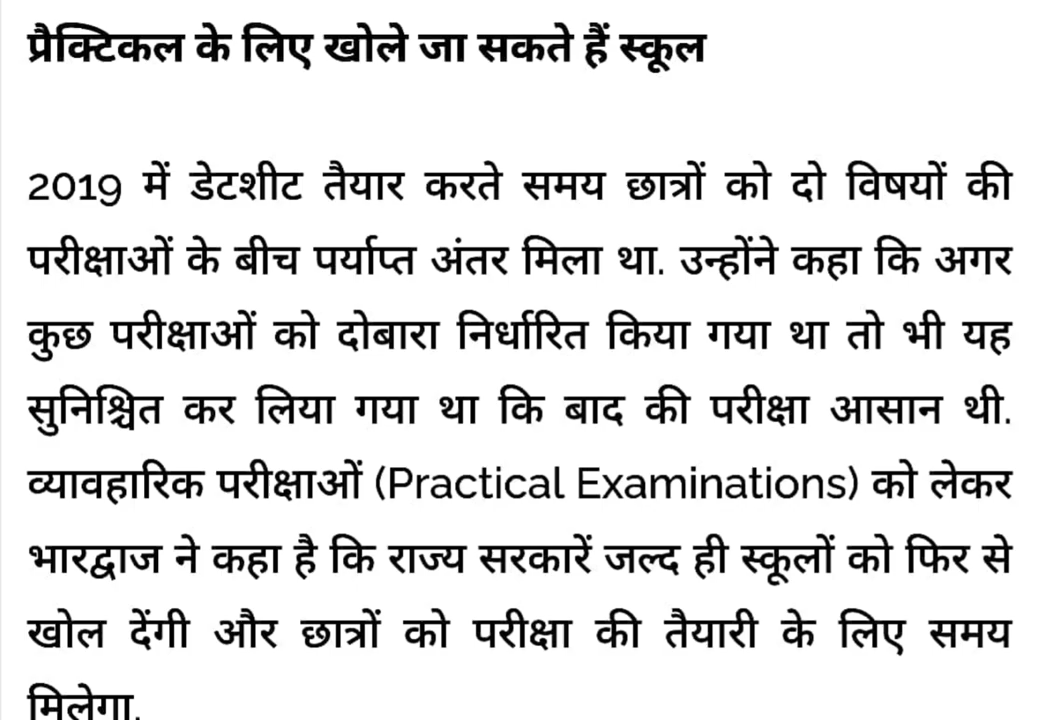 प्रैक्टिकल के लिए खोले जा सकते हैं स्कूल
2019 में डेटशीट तैयार करते समय छात्रों को दो विषयों की
परीक्षाओं के बीच पर्याप्त अंतर मिला था. उन्होंने कहा कि अगर
कुछ परीक्षाओं को दोबारा निर्धारित किया गया था तो भी यह
सुनिश्चित कर लिया गया था कि बाद की परीक्षा आसान थी.
व्यावहारिक परीक्षाओं (Practical Examinations) को लेकर
भारद्वाज ने कहा है कि राज्य सरकारें जल्द ही स्कूलों को फिर से
खोल देंगी और छात्रों को परीक्षा की तैयारी के लिए समय
मिलेगा.